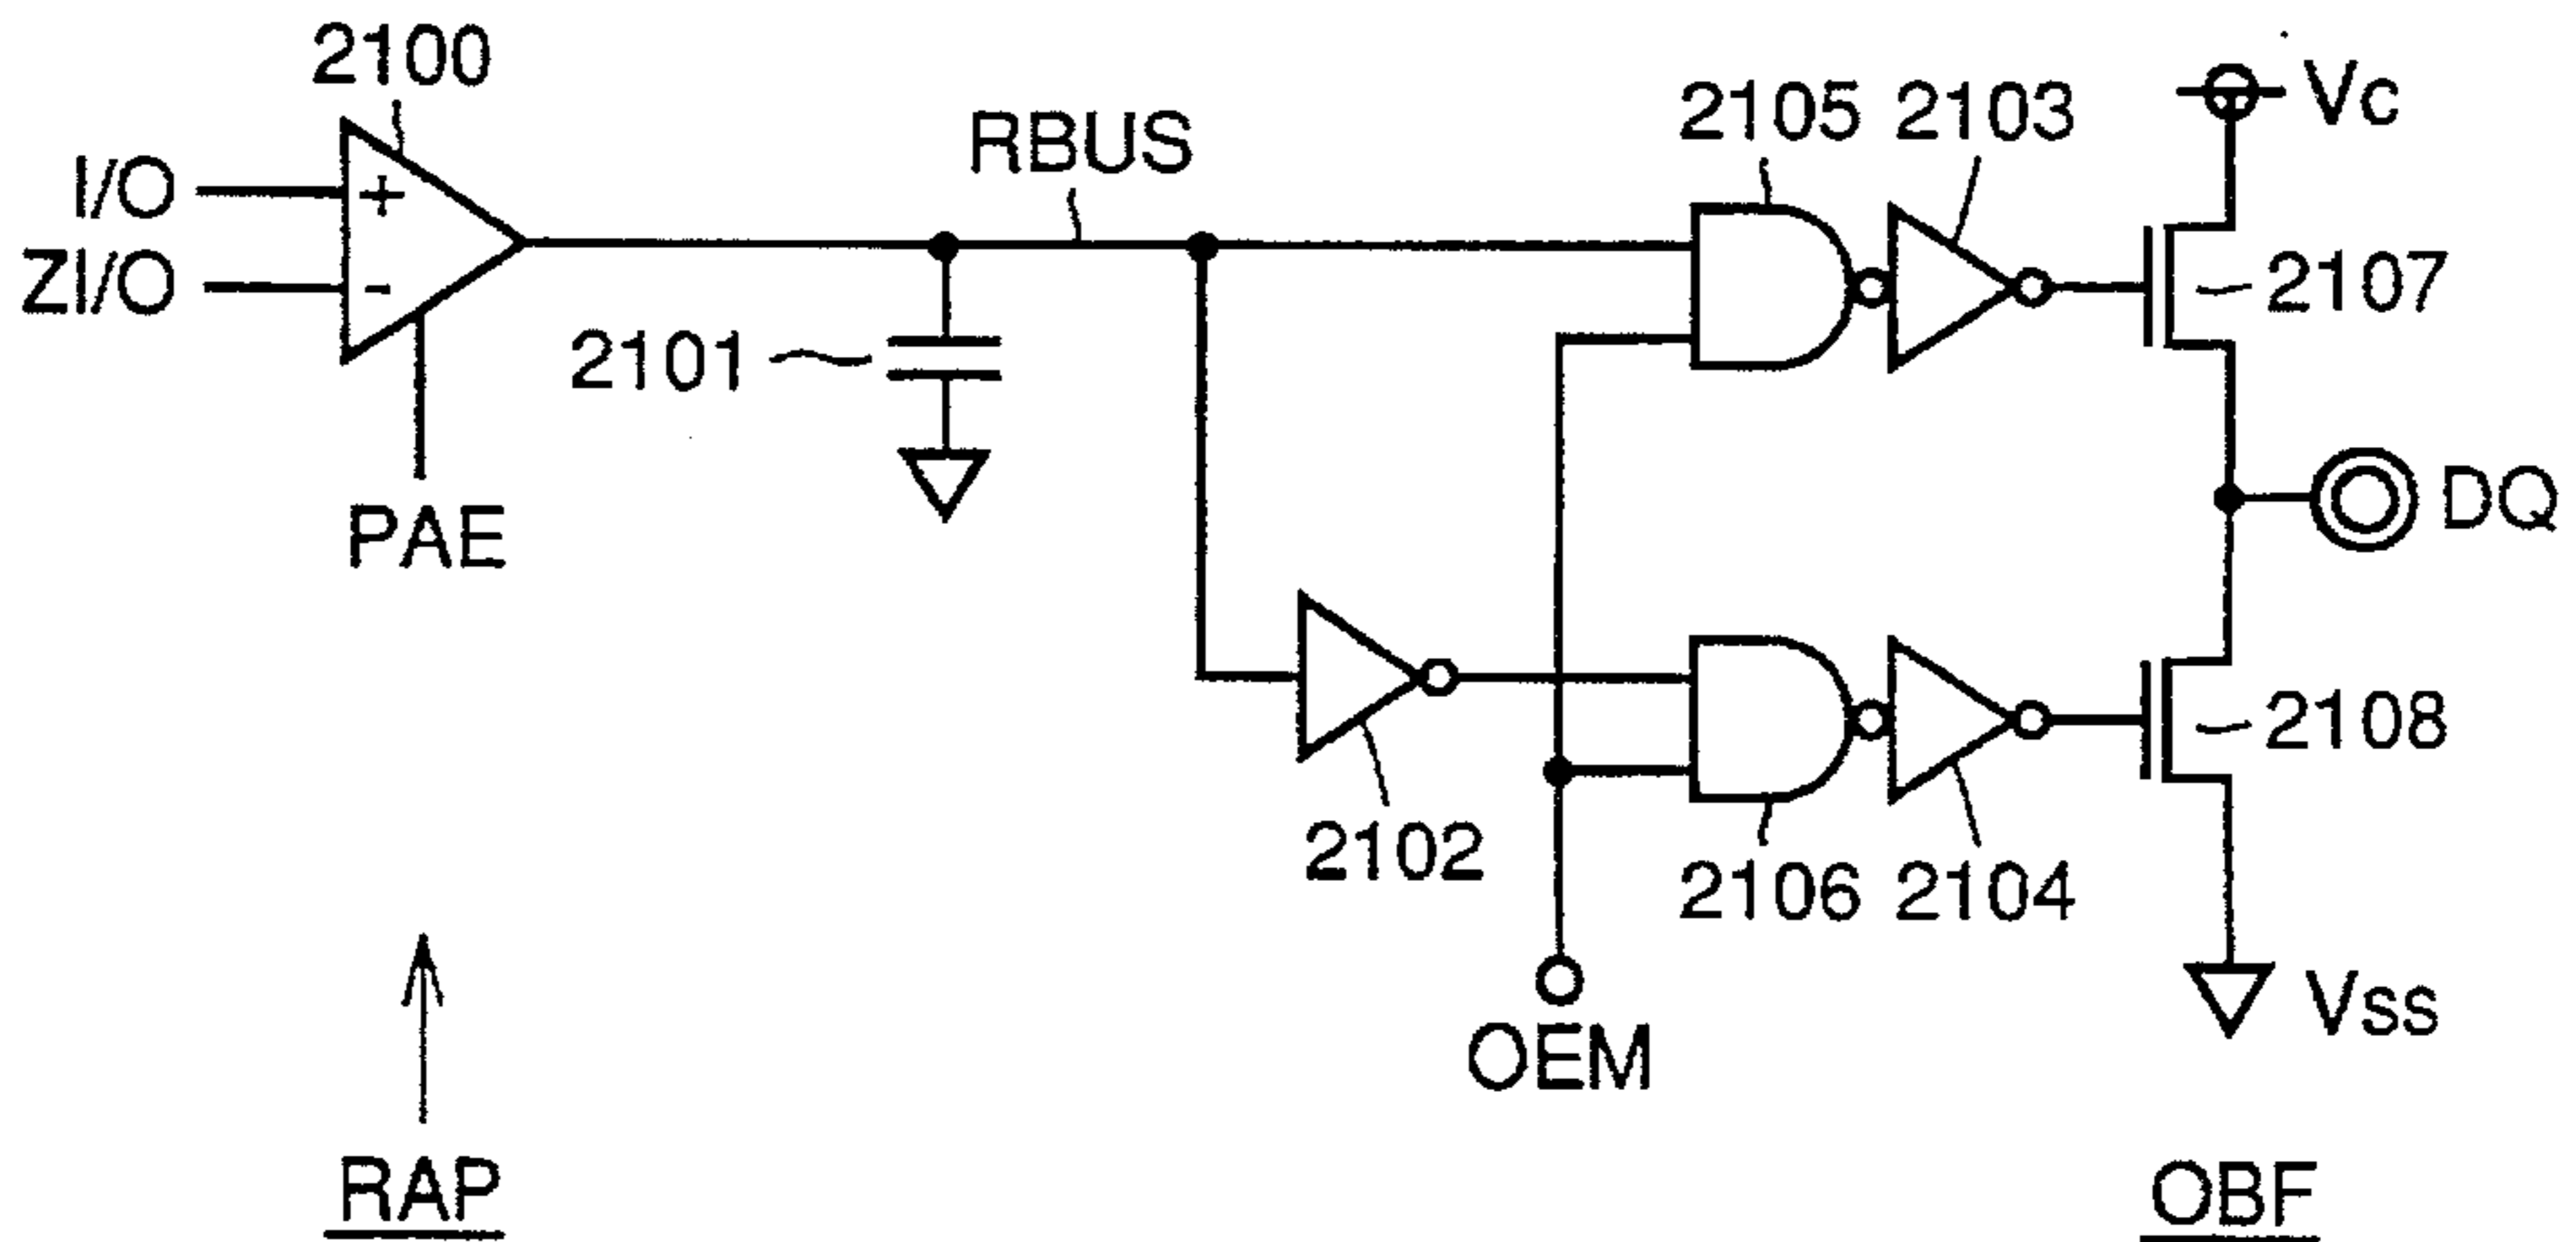 2100
I/O
+
ZI/O
-
PAE
RBUS
2101
2105
2103
Vc
2107
DQ
2102
2106
2104
2108
OEM
Vss
RAP
OBF